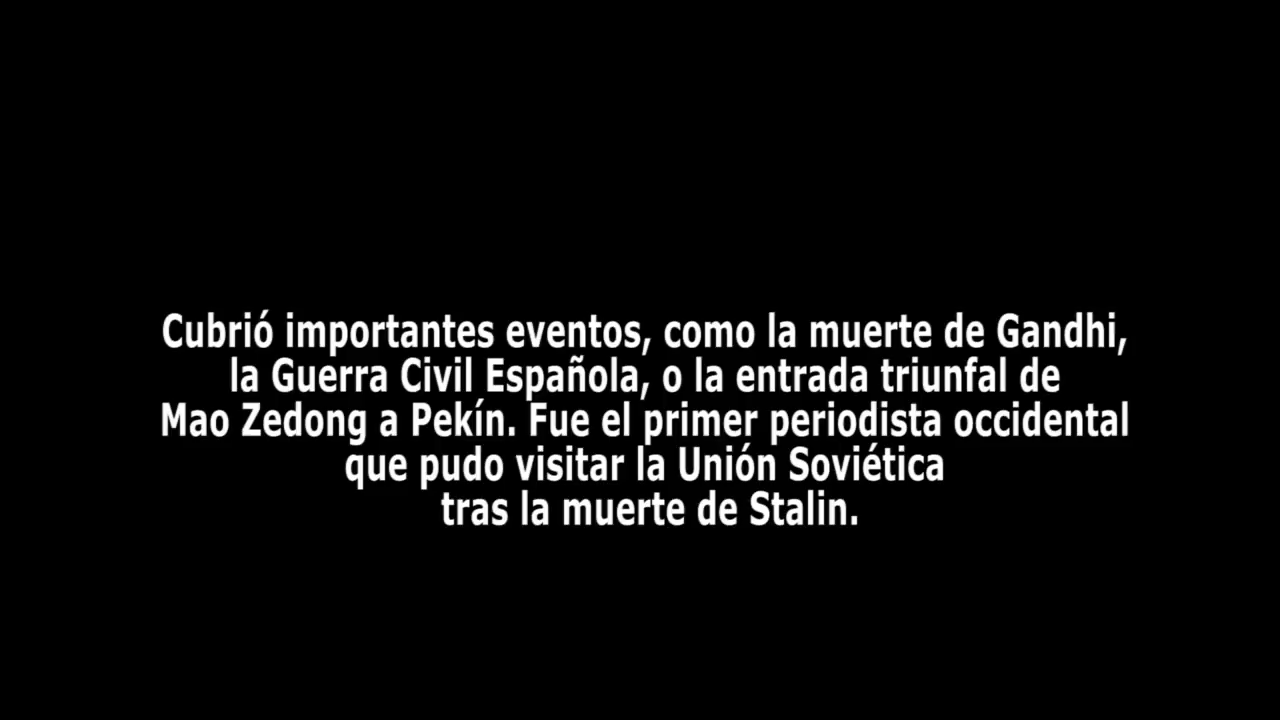 Cubrió importantes eventos, como la muerte de Gandhi,
la Guerra Civil Española, o la entrada triunfal de
Mao Zedong a Pekín. Fue el primer periodista occidental
que pudo visitar la Unión Soviética
tras la muerte de Stalin.